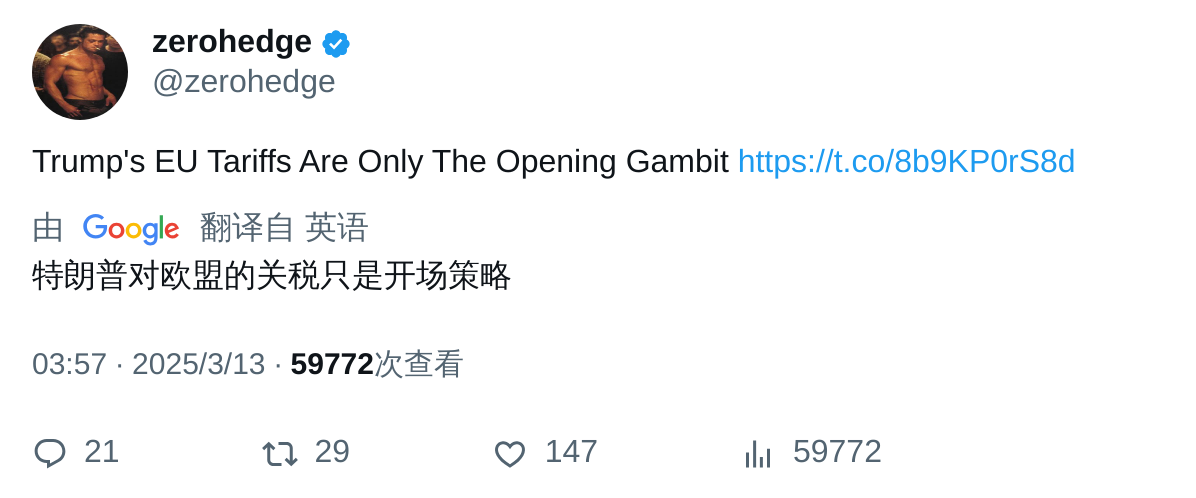 zerohedge
@zerohedge
Trump's EU Tariffs Are Only The Opening Gambit https://t.co/8b9KP0rS8d
由 Google 翻译自 英语
特朗普对欧盟的关税只是开场策略
03:57 · 2025/3/13 · 59772次查看
21 29 147 59772